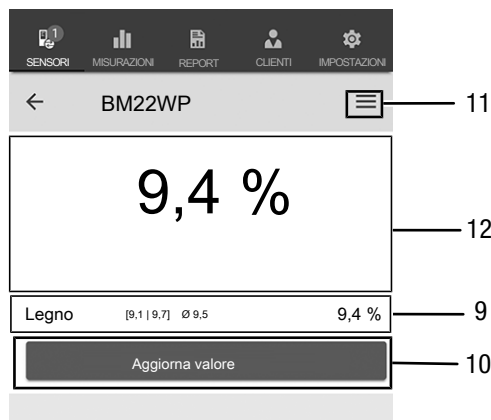 1
SENSORI MISURAZIONI REPORT CLIENTI IMPOSTAZIONI
BM22WP
11
9,4 %
12
Legno [9,1 | 9,7] Ø 9,5 9,4 %
9
Aggiorna valore
10